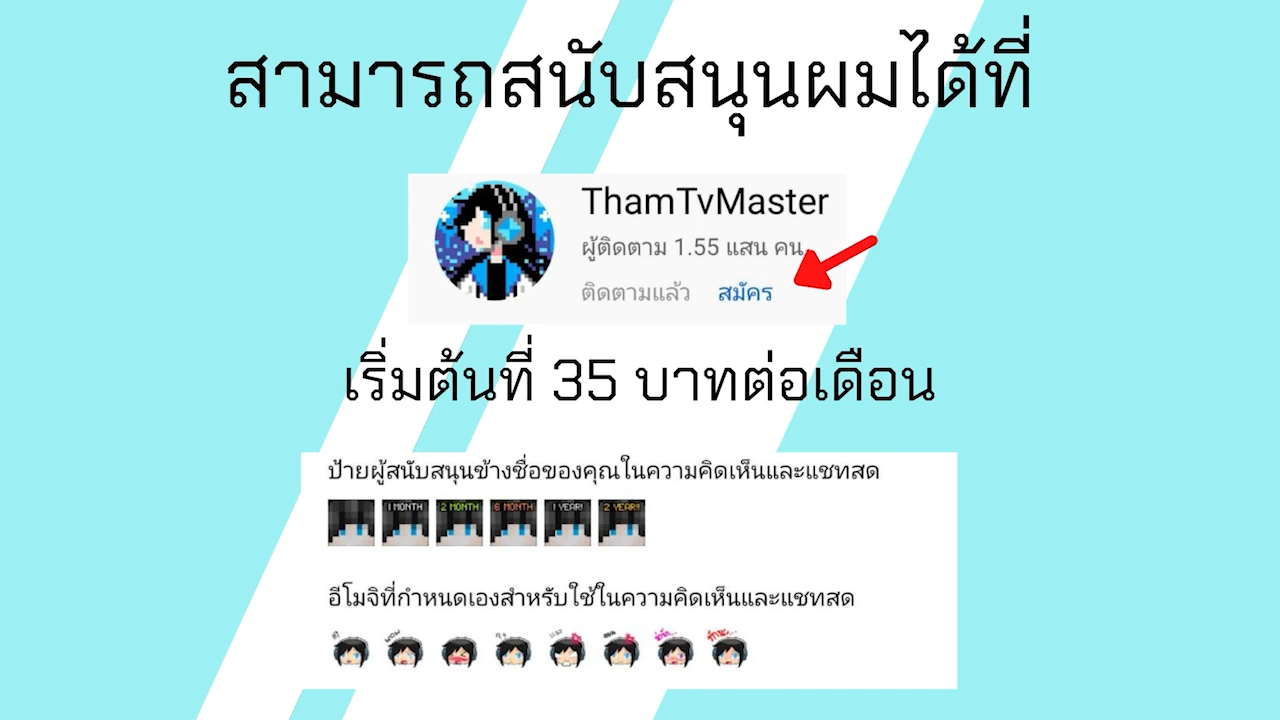 สามารถสนับสนุนผมได้ที่
ThamTvMaster
ผู้ติดตาม 1.55 แสน คน
ติดตามแล้ว สมัคร
เริ่มต้นที่ 35 บาทต่อเดือน
ป้ายผู้สนับสนุนข้างชื่อของคุณในความคิดเห็นและแชทสด
1 MONTH 2 MONTH 6 MONTH 1 YEAR! 2 YEAR!!
อีโมจิที่กำหนดเองสำหรับใช้ในความคิดเห็นและแชทสด
WOW